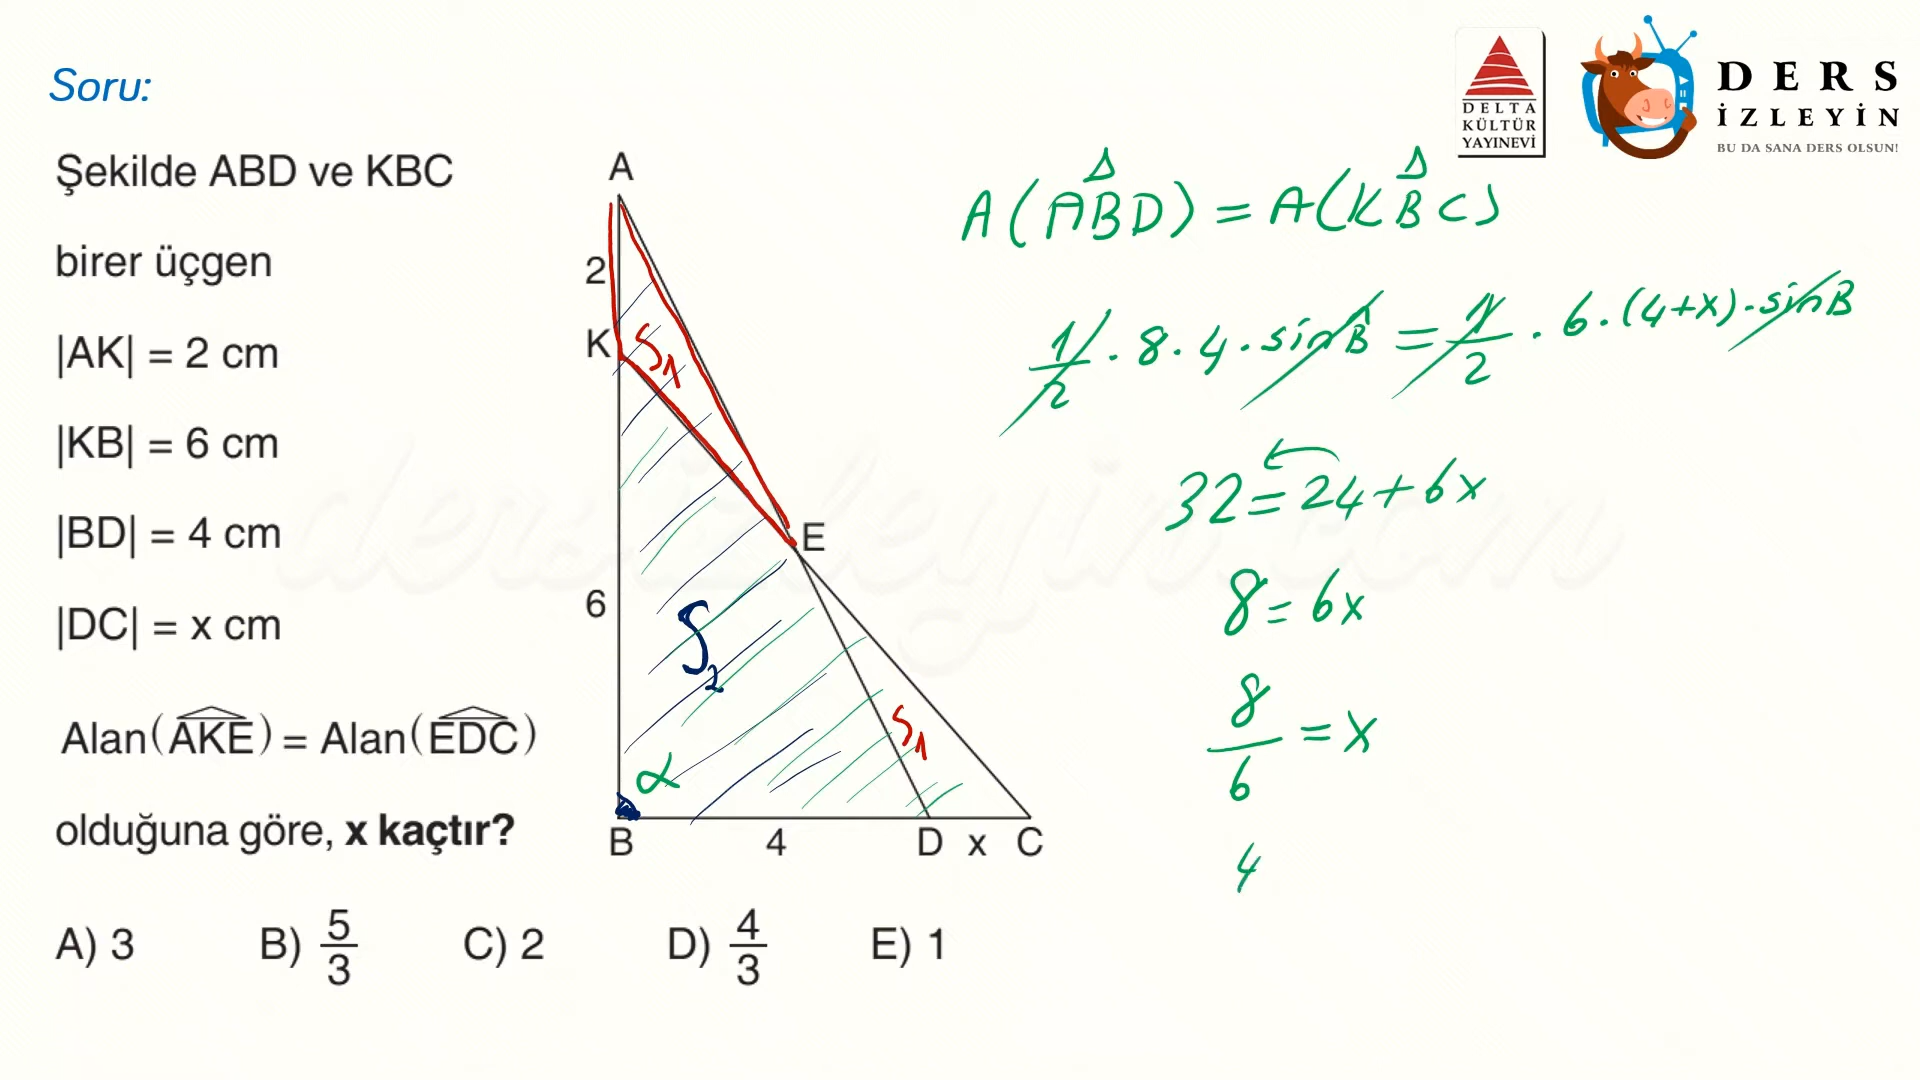 Soru:
DELTA
KÜLTÜR
YAYINEVİ
DERS
İZLEYİN
BU DA SANA DERS OLSUN!
Şekilde ABD ve KBC
birer üçgen
|AK| = 2 cm
|KB| = 6 cm
|BD| = 4 cm
|DC| = x cm
Alan(AKE) = Alan(EDC)
olduğuna göre, x kaçtır?
A) 3 B) 5/3 C) 2 D) 4/3 E) 1
A
2
K
S1
E
6
S2
S1
α
B 4 D x C
A(ABD) = A(KBC)
1/2 · 8 · 4 · sinB = 1/2 · 6 · (4+x) · sinB
32 = 24 + 6x
8 = 6x
8/6 = x
4
dersizleyin.com